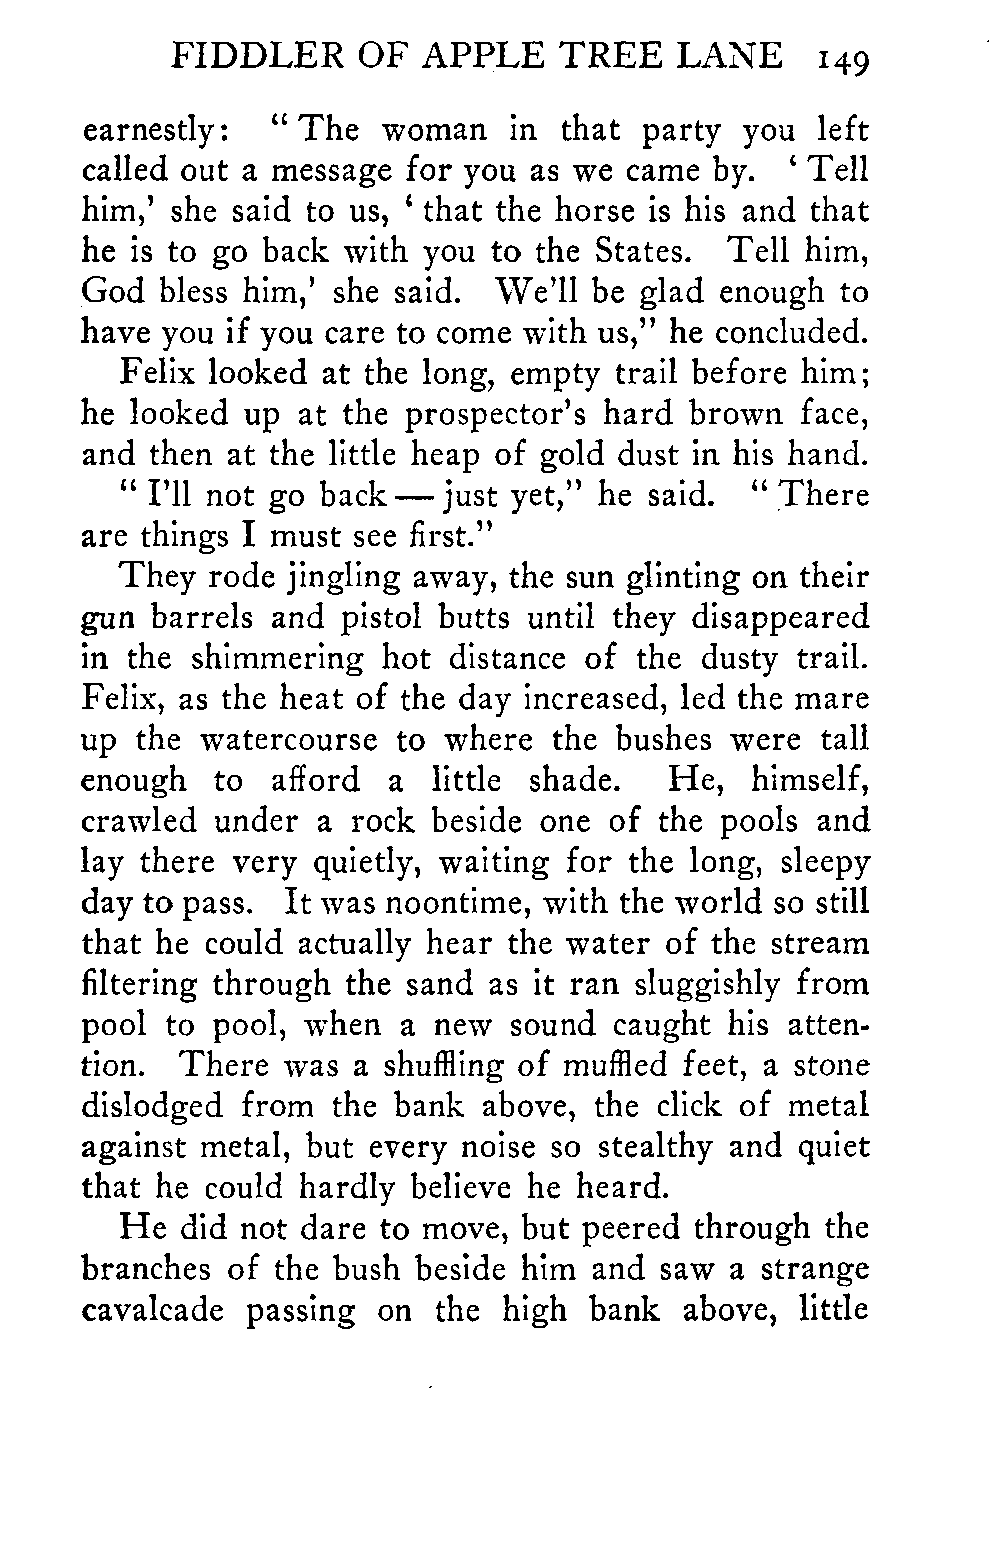 FIDDLER OF APPLE TREE LANE 149
earnestly: “ The woman in that party you left
called out a message for you as we came by. ‘ Tell
him,’ she said to us, ‘ that the horse is his and that
he is to go back with you to the States. Tell him,
God bless him,’ she said. We’ll be glad enough to
have you if you care to come with us,” he concluded.
Felix looked at the long, empty trail before him;
he looked up at the prospector’s hard brown face,
and then at the little heap of gold dust in his hand.
“ I’ll not go back — just yet,” he said. “ There
are things I must see first.”
They rode jingling away, the sun glinting on their
gun barrels and pistol butts until they disappeared
in the shimmering hot distance of the dusty trail.
Felix, as the heat of the day increased, led the mare
up the watercourse to where the bushes were tall
enough to afford a little shade. He, himself,
crawled under a rock beside one of the pools and
lay there very quietly, waiting for the long, sleepy
day to pass. It was noontime, with the world so still
that he could actually hear the water of the stream
filtering through the sand as it ran sluggishly from
pool to pool, when a new sound caught his atten-
tion. There was a shuffling of muffled feet, a stone
dislodged from the bank above, the click of metal
against metal, but every noise so stealthy and quiet
that he could hardly believe he heard.
He did not dare to move, but peered through the
branches of the bush beside him and saw a strange
cavalcade passing on the high bank above, little